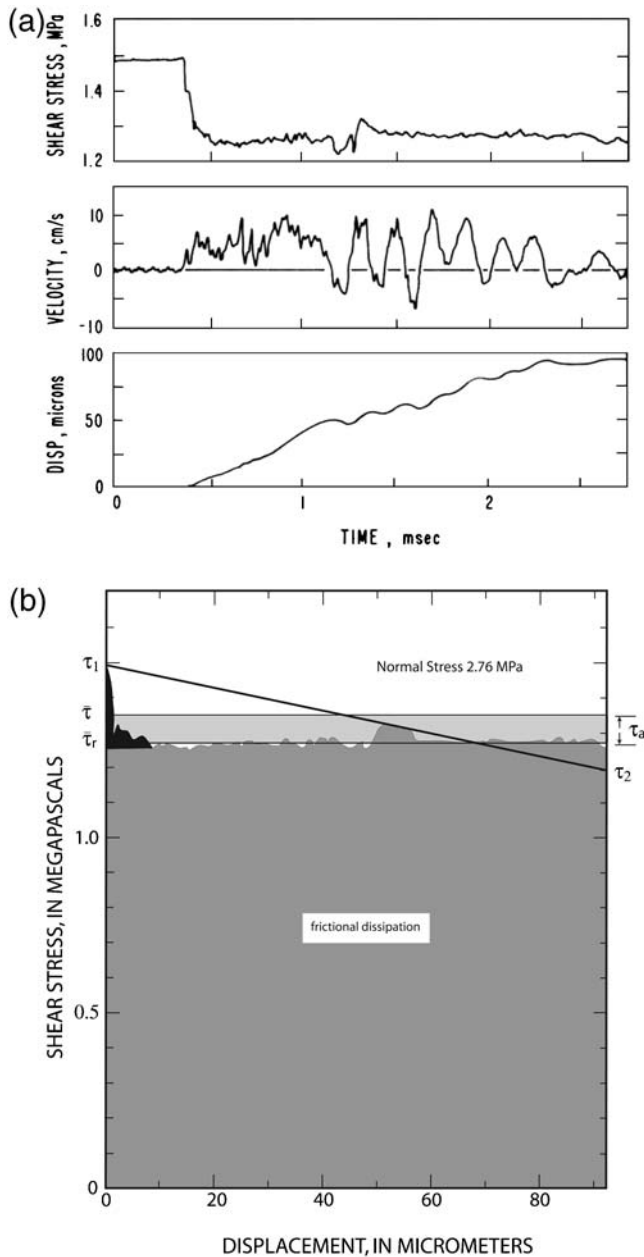 (a)
SHEAR STRESS, MPa
1.6
1.4
1.2
VELOCITY, cm/s
10
0
-10
DISP, microns
100
50
0
0 1 2
TIME, msec
(b)
τ1
τ̄
τ̄r
Normal Stress 2.76 MPa
τa
τ2
SHEAR STRESS, IN MEGAPASCALS
1.0
frictional dissipation
0.5
0
0 20 40 60 80
DISPLACEMENT, IN MICROMETERS